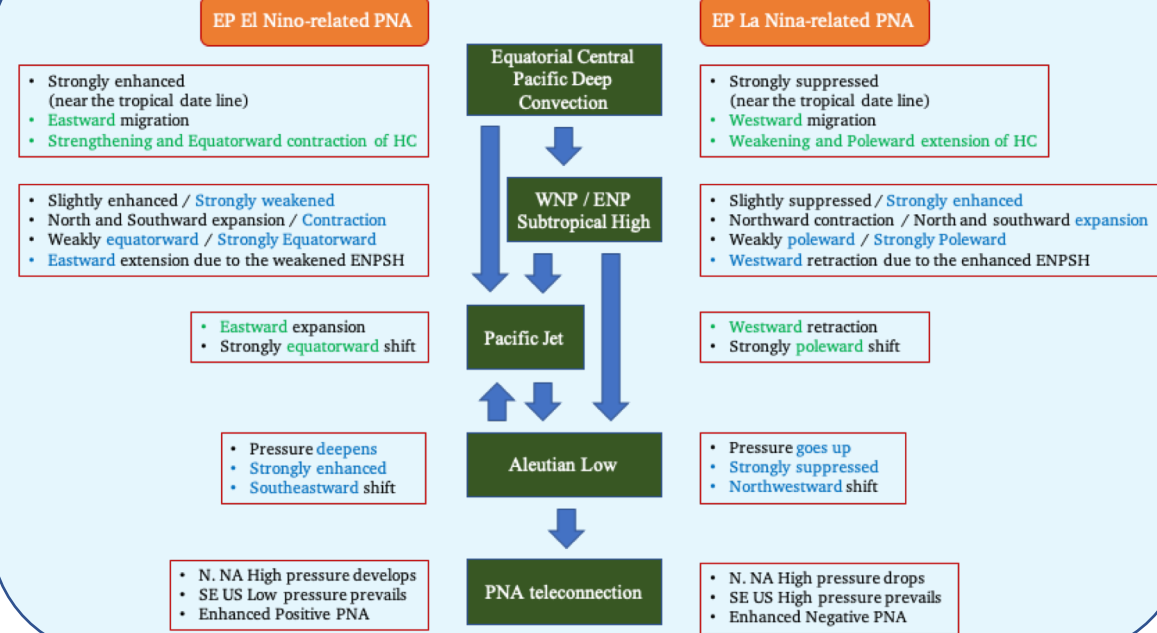 EP El Nino-related PNA
EP La Nina-related PNA
Equatorial Central
Pacific Deep
Convection
• Strongly enhanced
(near the tropical date line)
• Eastward migration
• Strengthening and Equatorward contraction of HC
• Strongly suppressed
(near the tropical date line)
• Westward migration
• Weakening and Poleward extension of HC
• Slightly enhanced / Strongly weakened
• North and Southward expansion / Contraction
• Weakly equatorward / Strongly Equatorward
• Eastward extension due to the weakened ENPSH
WNP / ENP
Subtropical High
• Slightly suppressed / Strongly enhanced
• Northward contraction / North and southward expansion
• Weakly poleward / Strongly Poleward
• Westward retraction due to the enhanced ENPSH
• Eastward expansion
• Strongly equatorward shift
Pacific Jet
• Westward retraction
• Strongly poleward shift
• Pressure deepens
• Strongly enhanced
• Southeastward shift
Aleutian Low
• Pressure goes up
• Strongly suppressed
• Northwestward shift
• N. NA High pressure develops
• SE US Low pressure prevails
• Enhanced Positive PNA
PNA teleconnection
• N. NA High pressure drops
• SE US High pressure prevails
• Enhanced Negative PNA